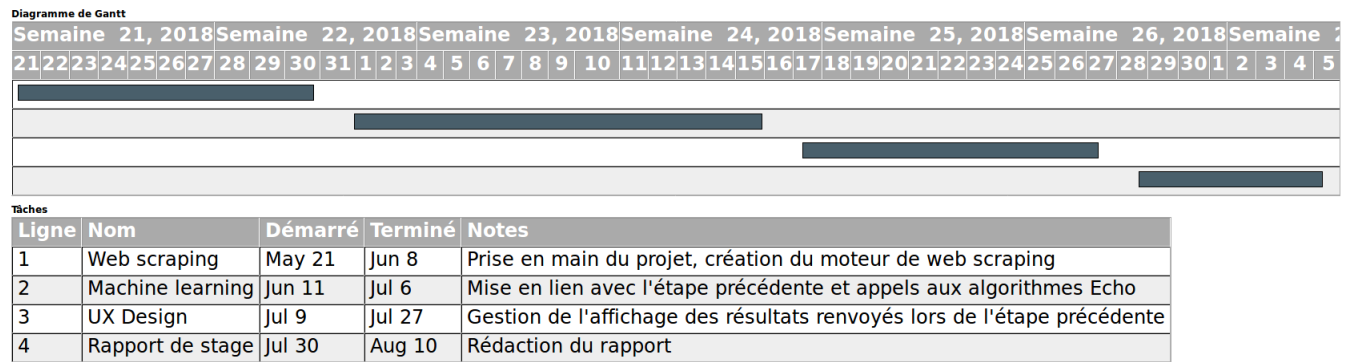 Diagramme de Gantt
Semaine 21, 2018 Semaine 22, 2018 Semaine 23, 2018 Semaine 24, 2018 Semaine 25, 2018 Semaine 26, 2018 Semaine
21 22 23 24 25 26 27 28 29 30 31 1 2 3 4 5 6 7 8 9 10 11 12 13 14 15 16 17 18 19 20 21 22 23 24 25 26 27 28 29 30 1 2 3 4 5
Tâches
Ligne Nom Démarré Terminé Notes
1 Web scraping May 21 Jun 8 Prise en main du projet, création du moteur de web scraping
2 Machine learning Jun 11 Jul 6 Mise en lien avec l'étape précédente et appels aux algorithmes Echo
3 UX Design Jul 9 Jul 27 Gestion de l'affichage des résultats renvoyés lors de l'étape précédente
4 Rapport de stage Jul 30 Aug 10 Rédaction du rapport